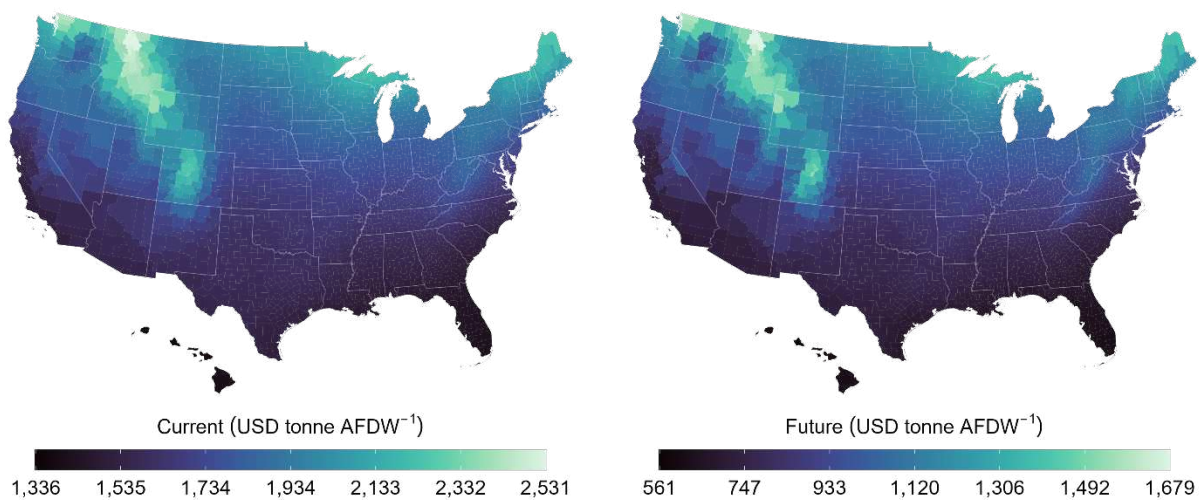 Current (USD tonne AFDW⁻¹)
1,336 1,535 1,734 1,934 2,133 2,332 2,531
Future (USD tonne AFDW⁻¹)
561 747 933 1,120 1,306 1,492 1,679